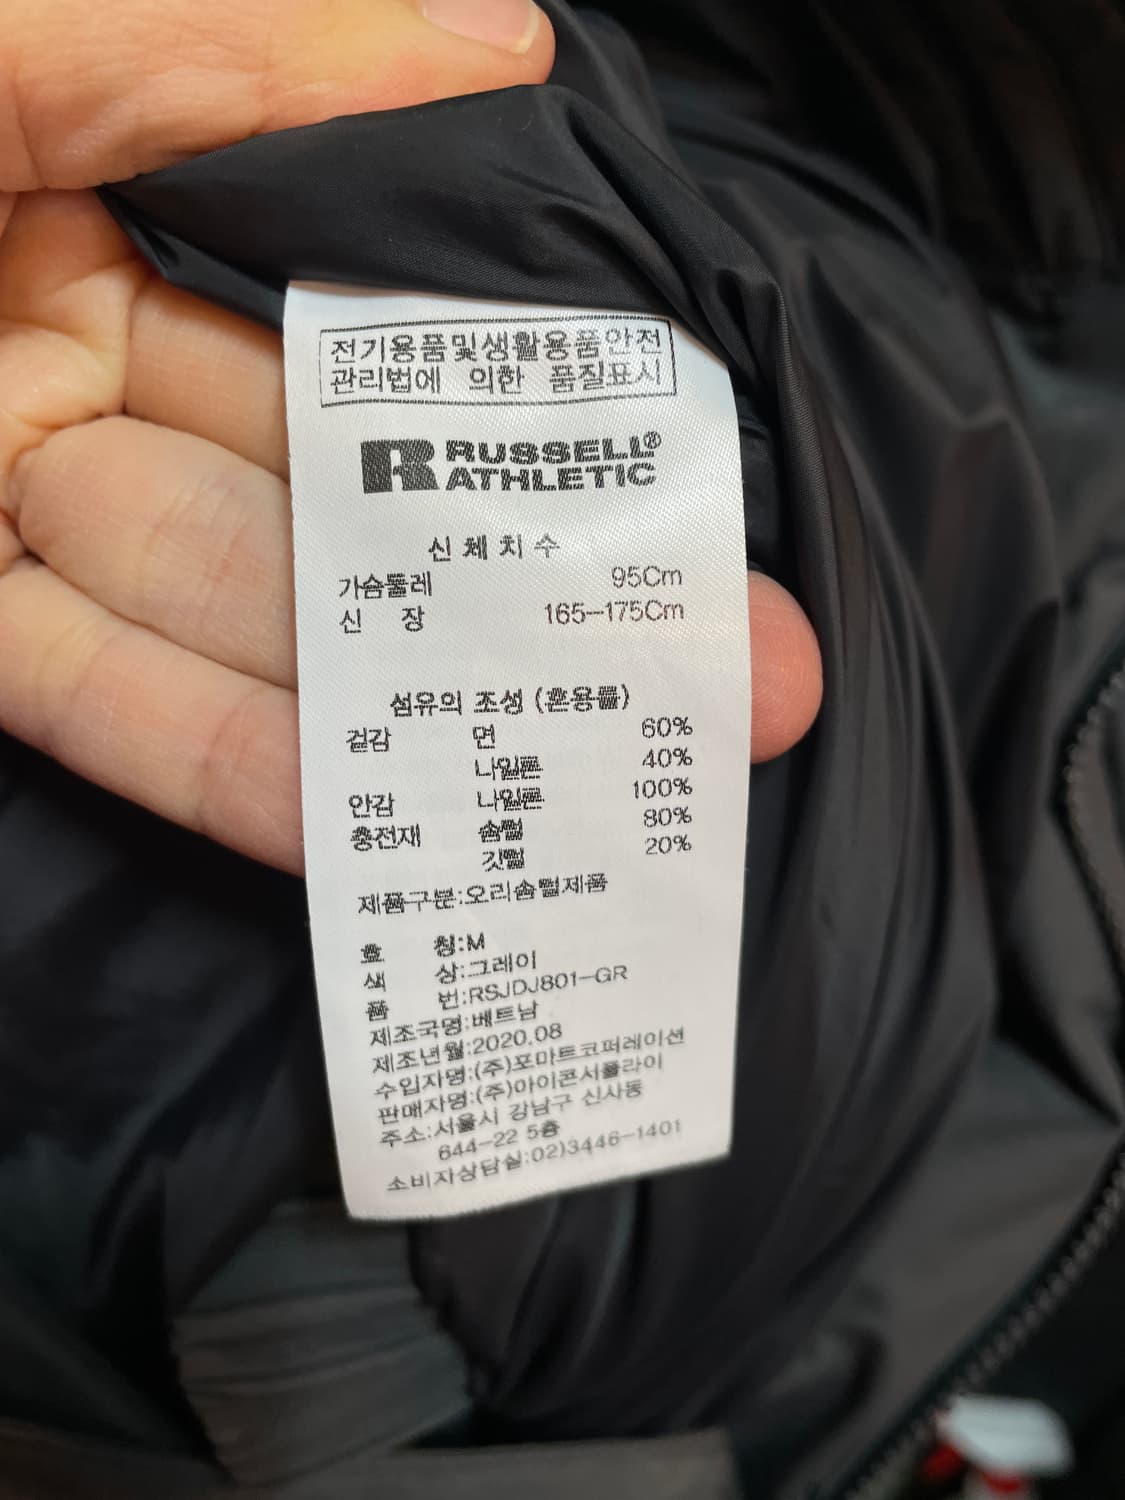 전기용품및생활용품안전
관리법에 의한 품질표시
R RUSSELL®
ATHLETIC
신체치수
가슴둘레 95Cm
신 장 165-175Cm
섬유의 조성 (혼용률)
겉감 면 60%
나일론 40%
안감 나일론 100%
충전재 솜털 80%
깃털 20%
제품구분:오리솜털제품
호 칭:M
색 상:그레이
품 번:RSJDJ801-GR
제조국명:베트남
제조년월:2020.08
수입자명:(주)포마트코퍼레이션
판매자명:(주)아이콘서플라이
주소:서울시 강남구 신사동
644-22 5층
소비자상담실:02)3446-1401